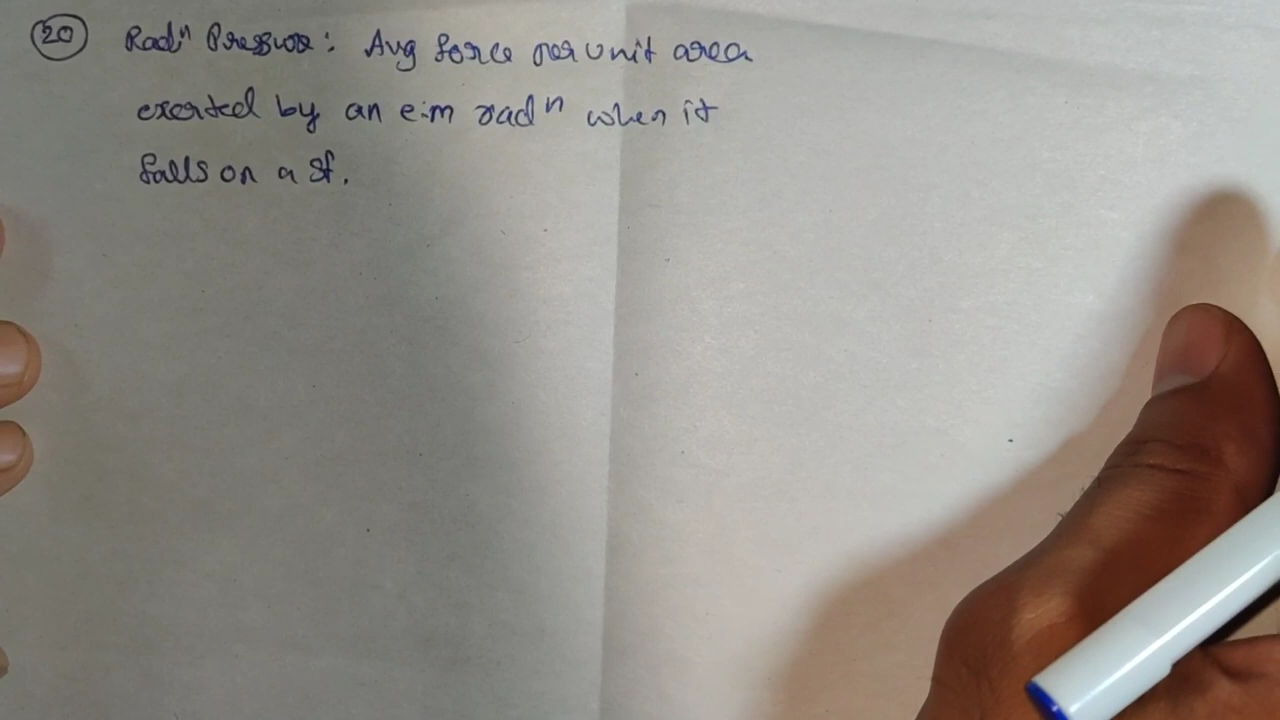 20 Radⁿ Pressure: Avg force per unit area
exerted by an e.m radⁿ when it
falls on a sf.